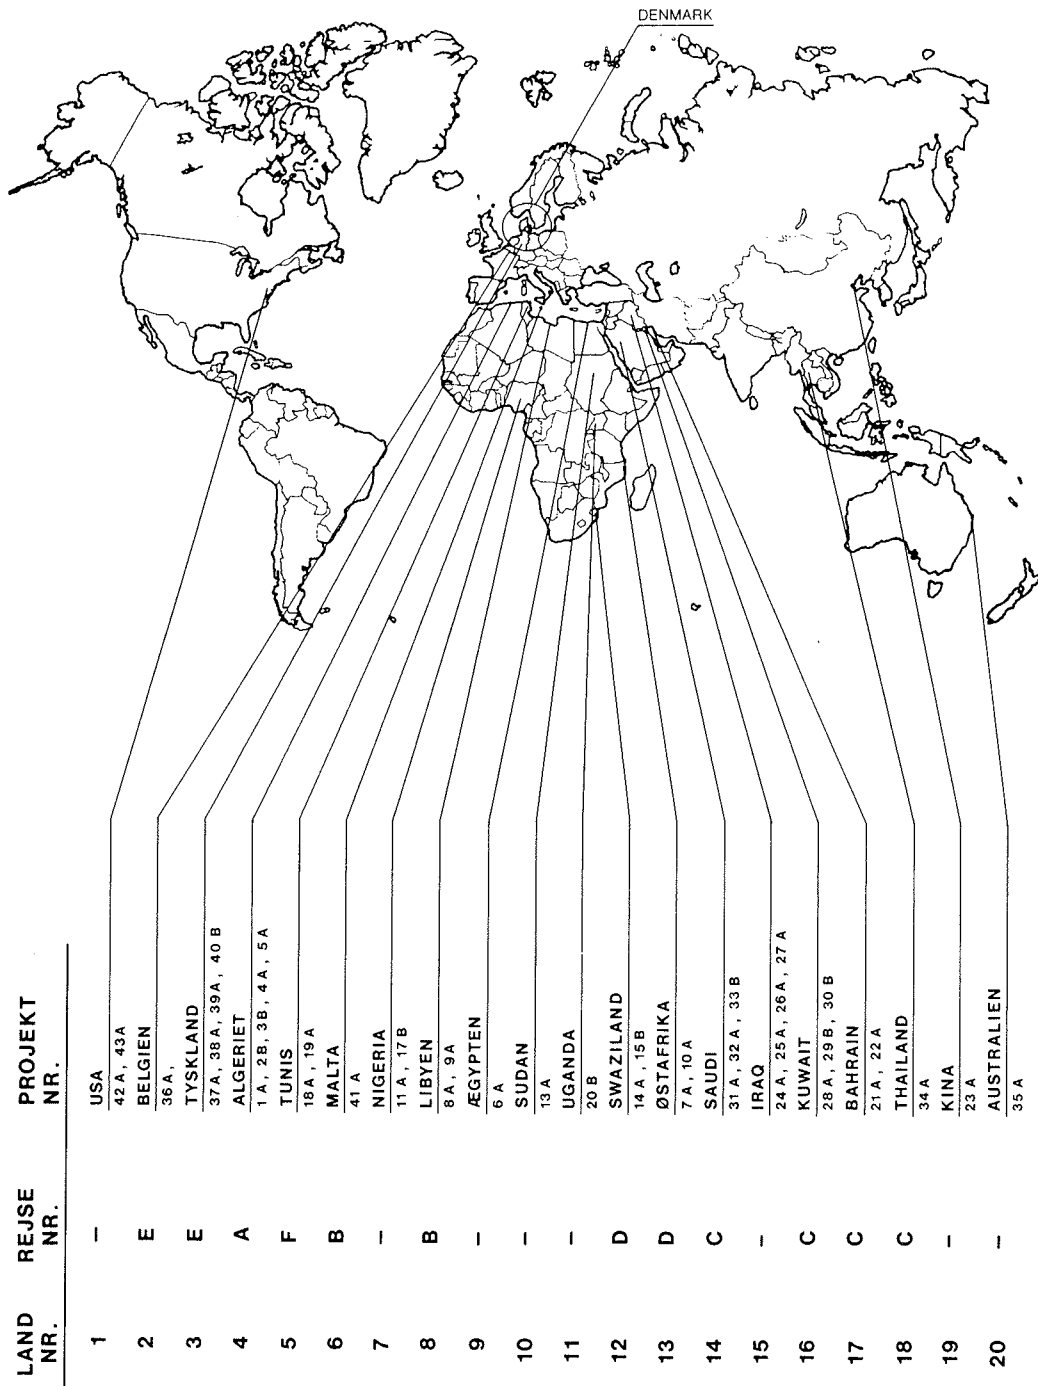 DENMARK
LAND NR.
REJSE NR.
PROJEKT NR.
1 – USA
42 A, 43 A
2 E BELGIEN
36 A,
3 E TYSKLAND
37 A, 38 A, 39 A, 40 B
4 A ALGERIET
1 A, 2 B, 3 B, 4 A, 5 A
5 F TUNIS
18 A, 19 A
6 B MALTA
41 A
7 – NIGERIA
11 A, 17 B
8 B LIBYEN
8 A, 9 A
9 – ÆGYPTEN
6 A
10 – SUDAN
13 A
11 – UGANDA
20 B
12 D SWAZILAND
14 A, 15 B
13 D ØSTAFRIKA
7 A, 10 A
14 C SAUDI
31 A, 32 A, 33 B
15 – IRAQ
24 A, 25 A, 26 A, 27 A
16 C KUWAIT
28 A, 29 B, 30 B
17 C BAHRAIN
21 A, 22 A
18 C THAILAND
34 A
19 – KINA
23 A
20 – AUSTRALIEN
35 A